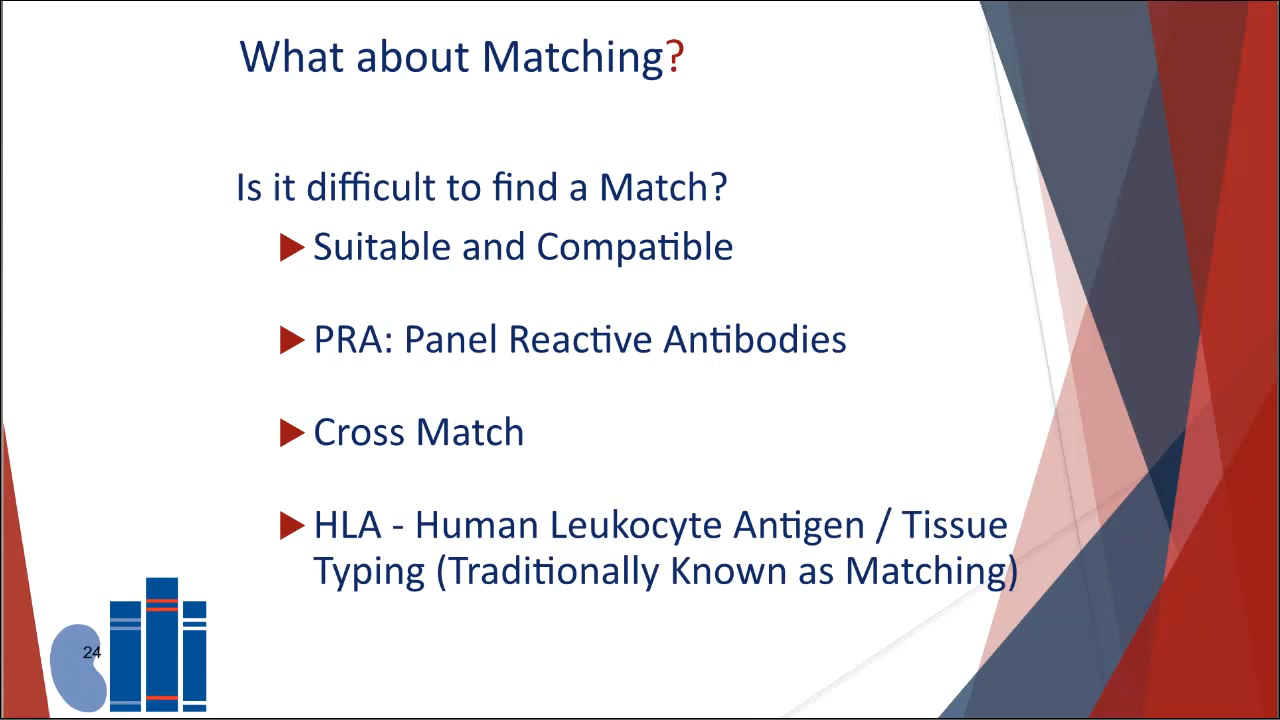 What about Matching?
Is it difficult to find a Match?
Suitable and Compatible
PRA: Panel Reactive Antibodies
Cross Match
HLA - Human Leukocyte Antigen / Tissue
Typing (Traditionally Known as Matching)
24